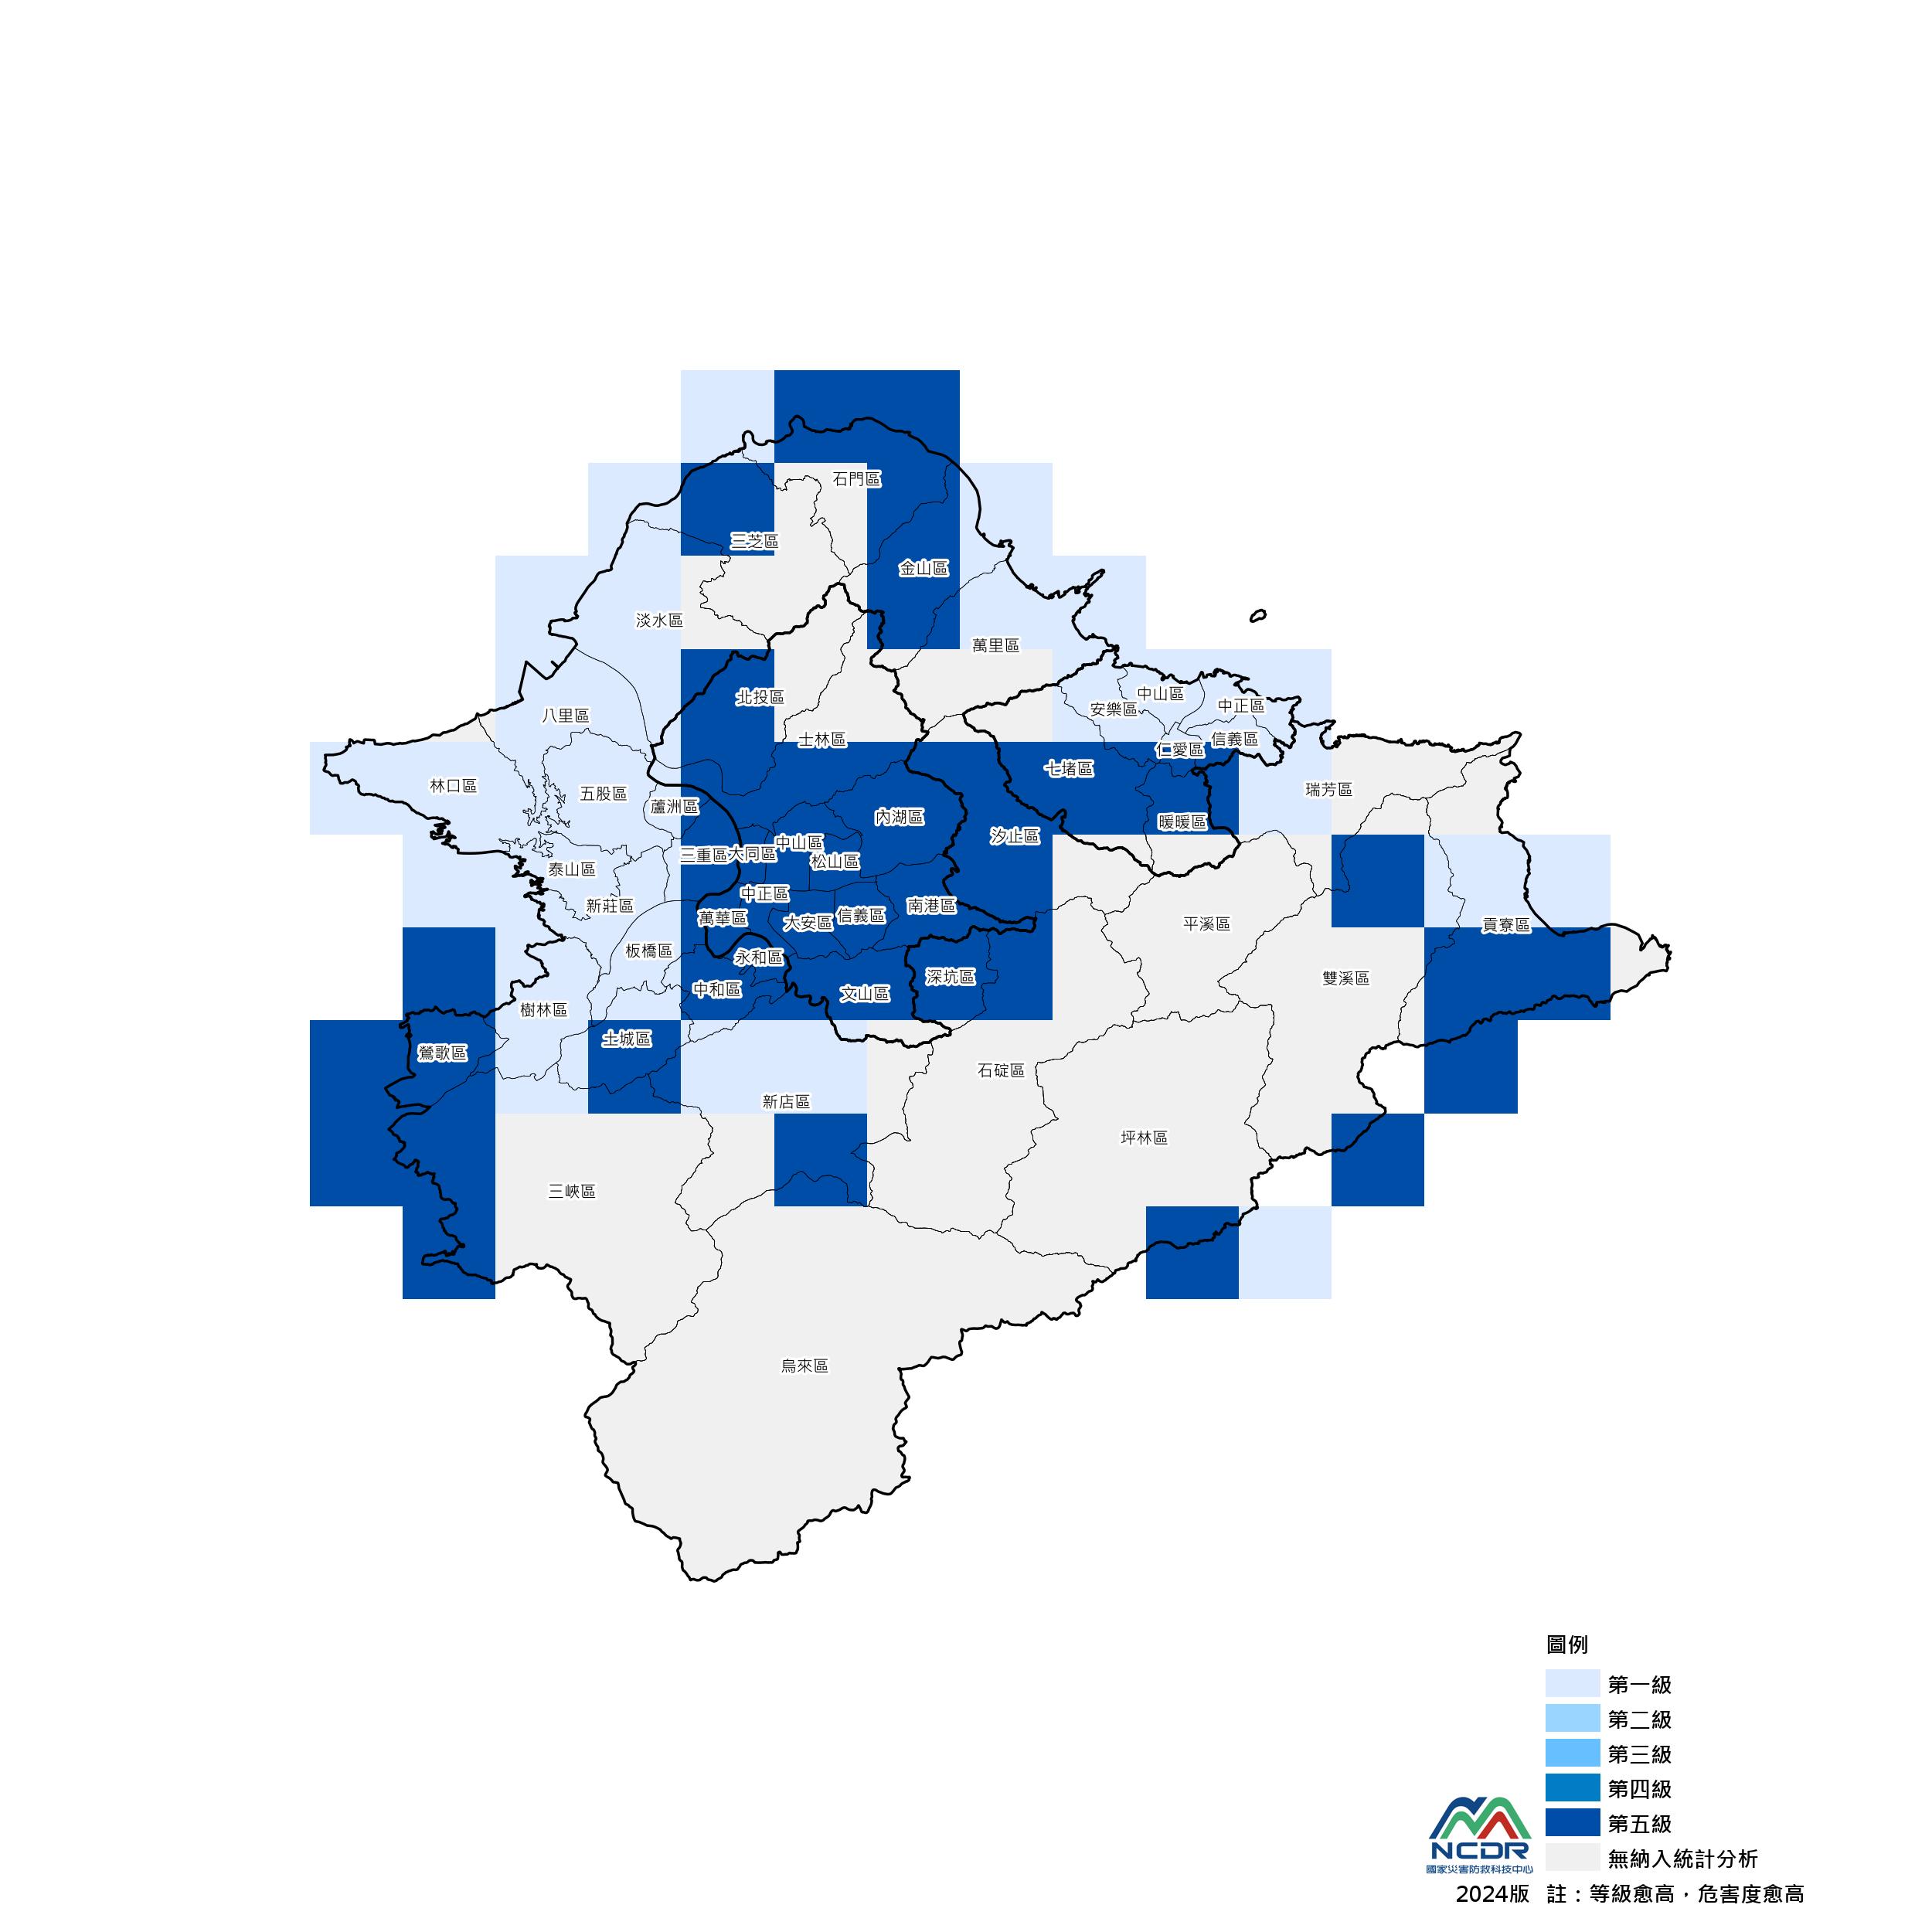 石門區
三芝區
金山區
淡水區
萬里區
北投區
中山區
安樂區
中正區
八里區
士林區
信義區
仁愛區
七堵區
林口區
五股區
瑞芳區
蘆洲區
內湖區
暖暖區
汐止區
中山區
三重區
大同區
松山區
泰山區
中正區
新莊區
南港區
萬華區
大安區
信義區
平溪區
貢寮區
板橋區
永和區
深坑區
雙溪區
中和區
文山區
樹林區
土城區
鶯歌區
石碇區
新店區
坪林區
三峽區
烏來區
圖例
第一級
第二級
第三級
第四級
第五級
無納入統計分析
NCDR
國家災害防救科技中心
2024版 註：等級愈高，危害度愈高